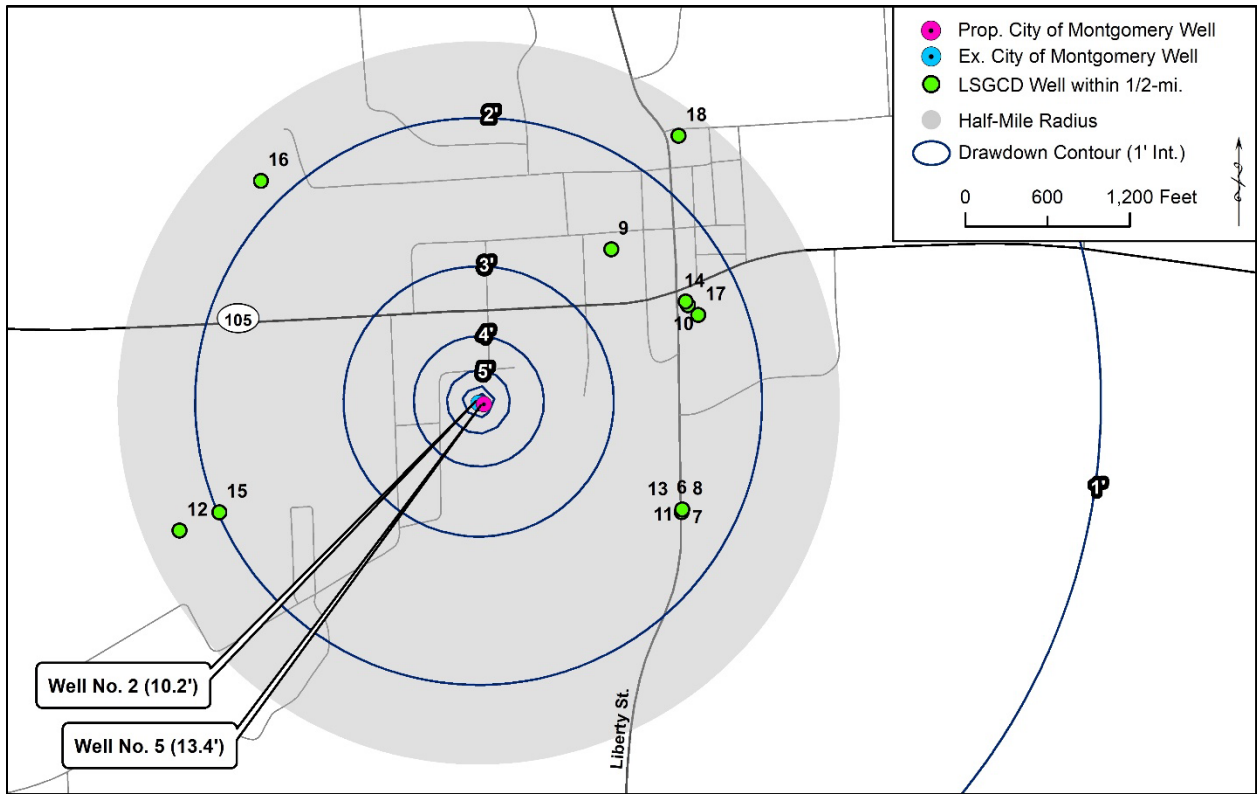 Prop. City of Montgomery Well
Ex. City of Montgomery Well
LSGCD Well within 1/2-mi.
Half-Mile Radius
Drawdown Contour (1' Int.)
0 600 1,200 Feet
2'
18
16
9
3'
14
17
10
105
4'
5'
13 6 8
11 7
1'
15
12
Well No. 2 (10.2')
Well No. 5 (13.4')
Liberty St.